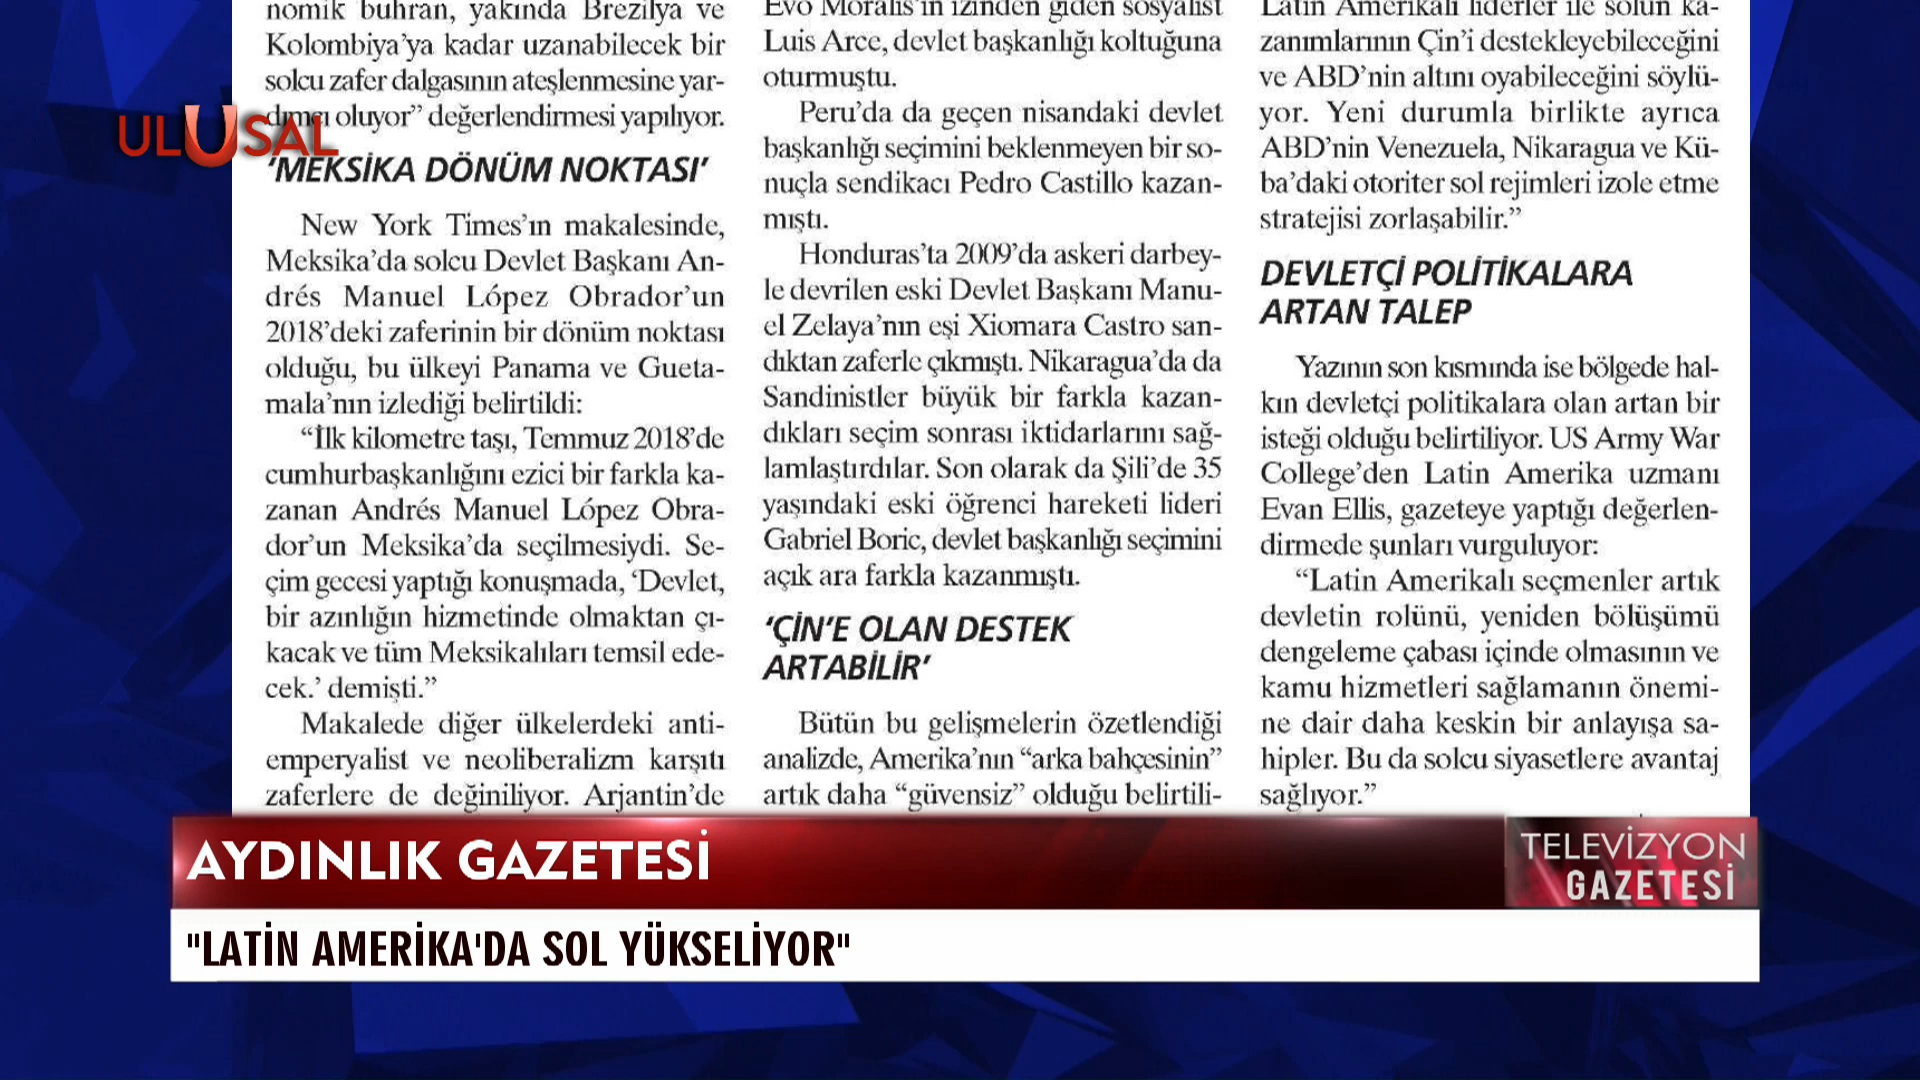 nomik buhran, yakında Brezilya ve
Kolombiya’ya kadar uzanabilecek bir
solcu zafer dalgasının ateşlenmesine yar-
dımcı oluyor” değerlendirmesi yapılıyor.
ULUSAL
‘MEKSİKA DÖNÜM NOKTASI’
New York Times’ın makalesinde,
Meksika’da solcu Devlet Başkanı An-
drés Manuel López Obrador’un
2018’deki zaferinin bir dönüm noktası
olduğu, bu ülkeyi Panama ve Gueta-
mala’nın izlediği belirtildi:
“İlk kilometre taşı, Temmuz 2018’de
cumhurbaşkanlığını ezici bir farkla ka-
zanan Andrés Manuel López Obra-
dor’un Meksika’da seçilmesiydi. Se-
çim gecesi yaptığı konuşmada, ‘Devlet,
bir azınlığın hizmetinde olmaktan çı-
kacak ve tüm Meksikalıları temsil ede-
cek.’ demişti.”
Makalede diğer ülkelerdeki anti-
emperyalist ve neoliberalizm karşıtı
zaferlere de değiniliyor. Arjantin’de
Evo Moralis’in izinden giden sosyalist
Luis Arce, devlet başkanlığı koltuğuna
oturmuştu.
Peru’da da geçen nisandaki devlet
başkanlığı seçimini beklenmeyen bir so-
nuçla sendikacı Pedro Castillo kazan-
mıştı.
Honduras’ta 2009’da askeri darbey-
le devrilen eski Devlet Başkanı Manu-
el Zelaya’nın eşi Xiomara Castro san-
dıktan zaferle çıkmıştı. Nikaragua’da da
Sandinistler büyük bir farkla kazan-
dıkları seçim sonrası iktidarlarını sağ-
lamlaştırdılar. Son olarak da Şili’de 35
yaşındaki eski öğrenci hareketi lideri
Gabriel Boric, devlet başkanlığı seçimini
açık ara farkla kazanmıştı.
‘ÇİN’E OLAN DESTEK
ARTABİLİR’
Bütün bu gelişmelerin özetlendiği
analizde, Amerika’nın “arka bahçesinin”
artık daha “güvensiz” olduğu belirtili-
Latin Amerikalı liderler ile solun ka-
zanımlarının Çin’i destekleyebileceğini
ve ABD’nin altını oyabileceğini söylü-
yor. Yeni durumla birlikte ayrıca
ABD’nin Venezuela, Nikaragua ve Kü-
ba’daki otoriter sol rejimleri izole etme
stratejisi zorlaşabilir.”
DEVLETÇİ POLİTİKALARA
ARTAN TALEP
Yazının son kısmında ise bölgede hal-
kın devletçi politikalara olan artan bir
isteği olduğu belirtiliyor. US Army War
College’den Latin Amerika uzmanı
Evan Ellis, gazeteye yaptığı değerlen-
dirmede şunları vurguluyor:
“Latin Amerikalı seçmenler artık
devletin rolünü, yeniden bölüşümü
dengeleme çabası içinde olmasının ve
kamu hizmetleri sağlamanın önemi-
ne dair daha keskin bir anlayışa sa-
hipler. Bu da solcu siyasetlere avantaj
sağlıyor.”
AYDINLIK GAZETESİ
TELEVİZYON
GAZETESİ
"LATİN AMERİKA'DA SOL YÜKSELİYOR"